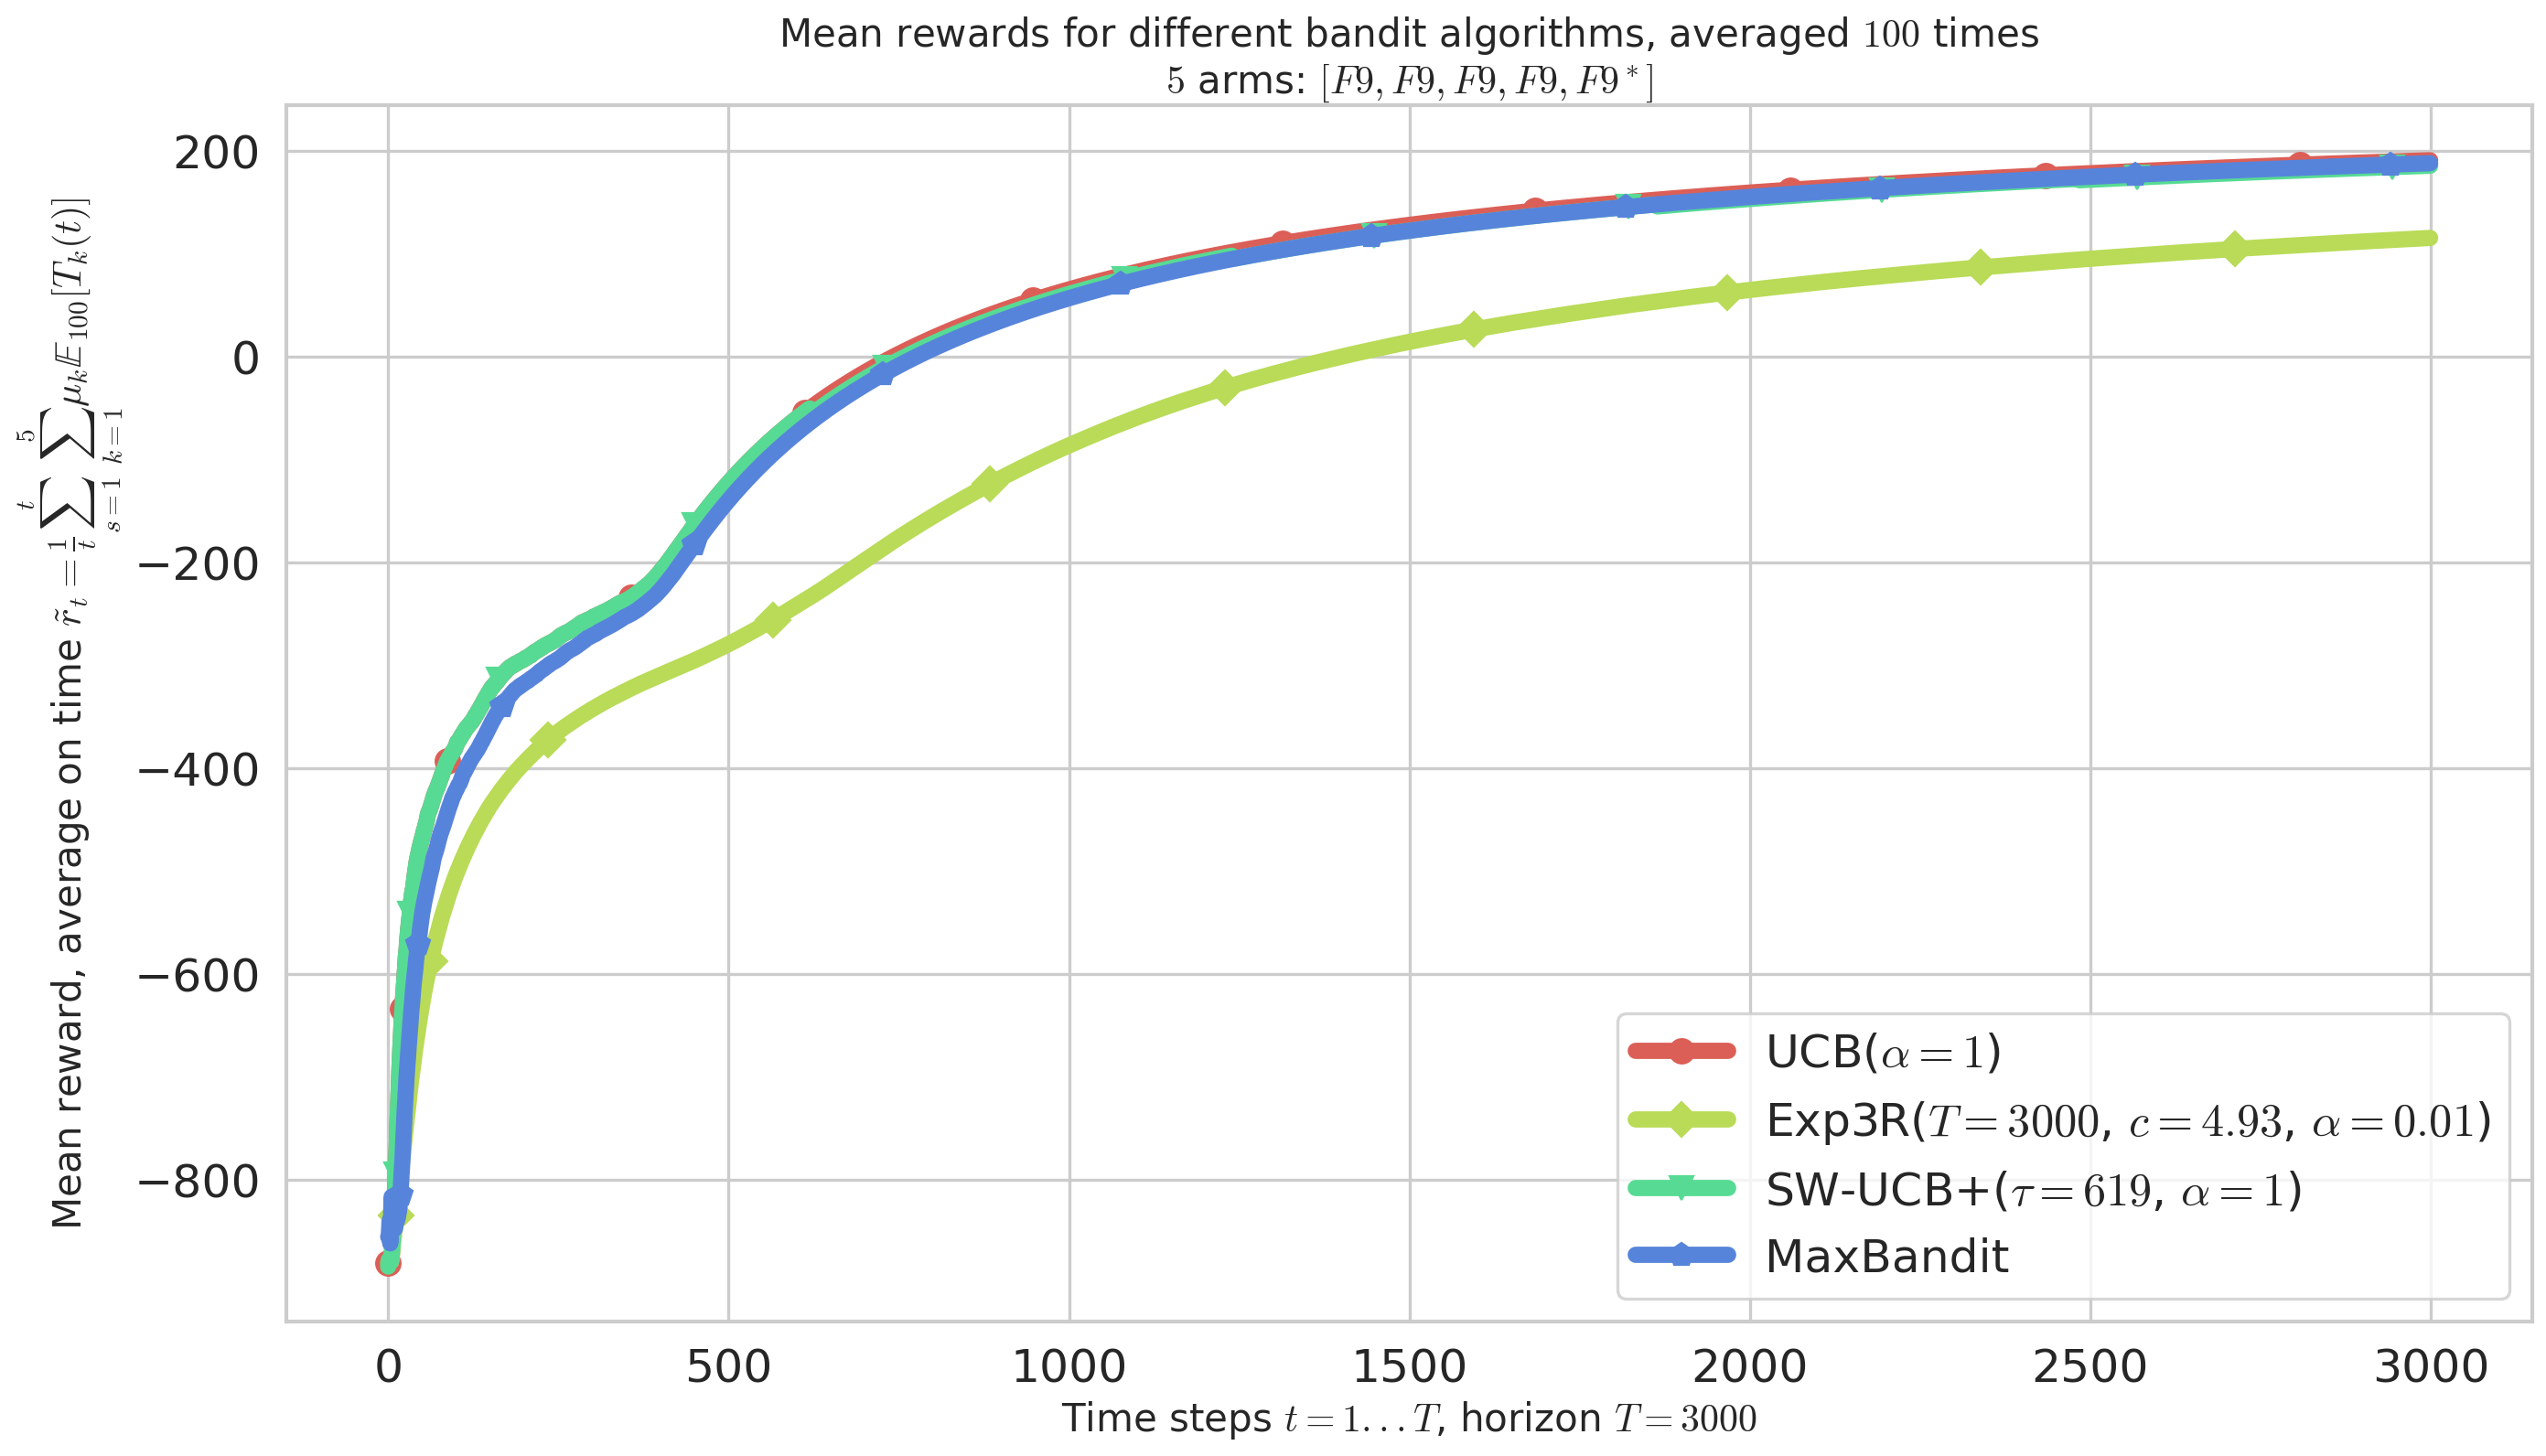 Mean rewards for different bandit algorithms, averaged 100 times
5 arms: [F9, F9, F9, F9, F9*]
Mean reward, average on time r̃_t = 1/t ∑_{s=1}^{t} ∑_{k=1}^{5} μ_k 𝔼_{100}[T_k(t)]
200
0
−200
−400
−600
−800
UCB(α = 1)
Exp3R(T = 3000, c = 4.93, α = 0.01)
SW-UCB+(τ = 619, α = 1)
MaxBandit
0 500 1000 1500 2000 2500 3000
Time steps t = 1...T, horizon T = 3000